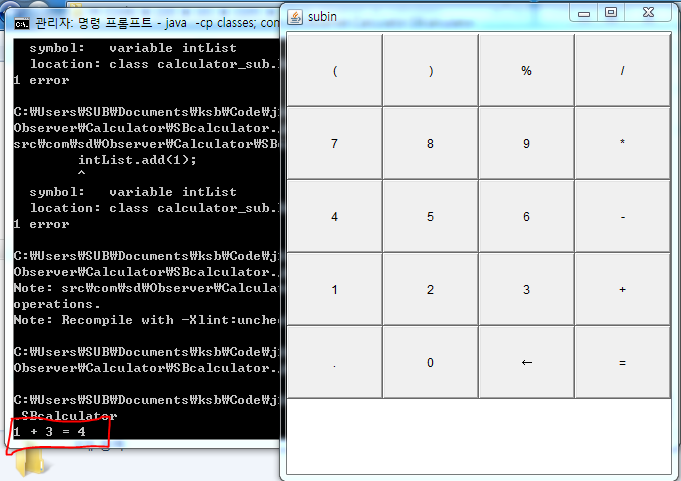 관리자: 명령 프롬프트 - java -cp classes; com
symbol: variable intList
location: class calculator_sub.
1 error
C:₩Users₩SUB₩Documents₩ksb₩Code₩j
Observer₩Calculator₩SBcalculator.
src₩com₩sd₩Observer₩Calculator₩SB
intList.add(1);
^
symbol: variable intList
location: class calculator_sub.
1 error
C:₩Users₩SUB₩Documents₩ksb₩Code₩j
Observer₩Calculator₩SBcalculator.
Note: src₩com₩sd₩Observer₩Calcula
operations.
Note: Recompile with -Xlint:unchec
C:₩Users₩SUB₩Documents₩ksb₩Code₩j
Observer₩Calculator₩SBcalculator.
C:₩Users₩SUB₩Documents₩ksb₩Code₩j
.SBcalculator
1 + 3 = 4
subin
( ) % /
7 8 9 *
4 5 6 -
1 2 3 +
. 0 ← =